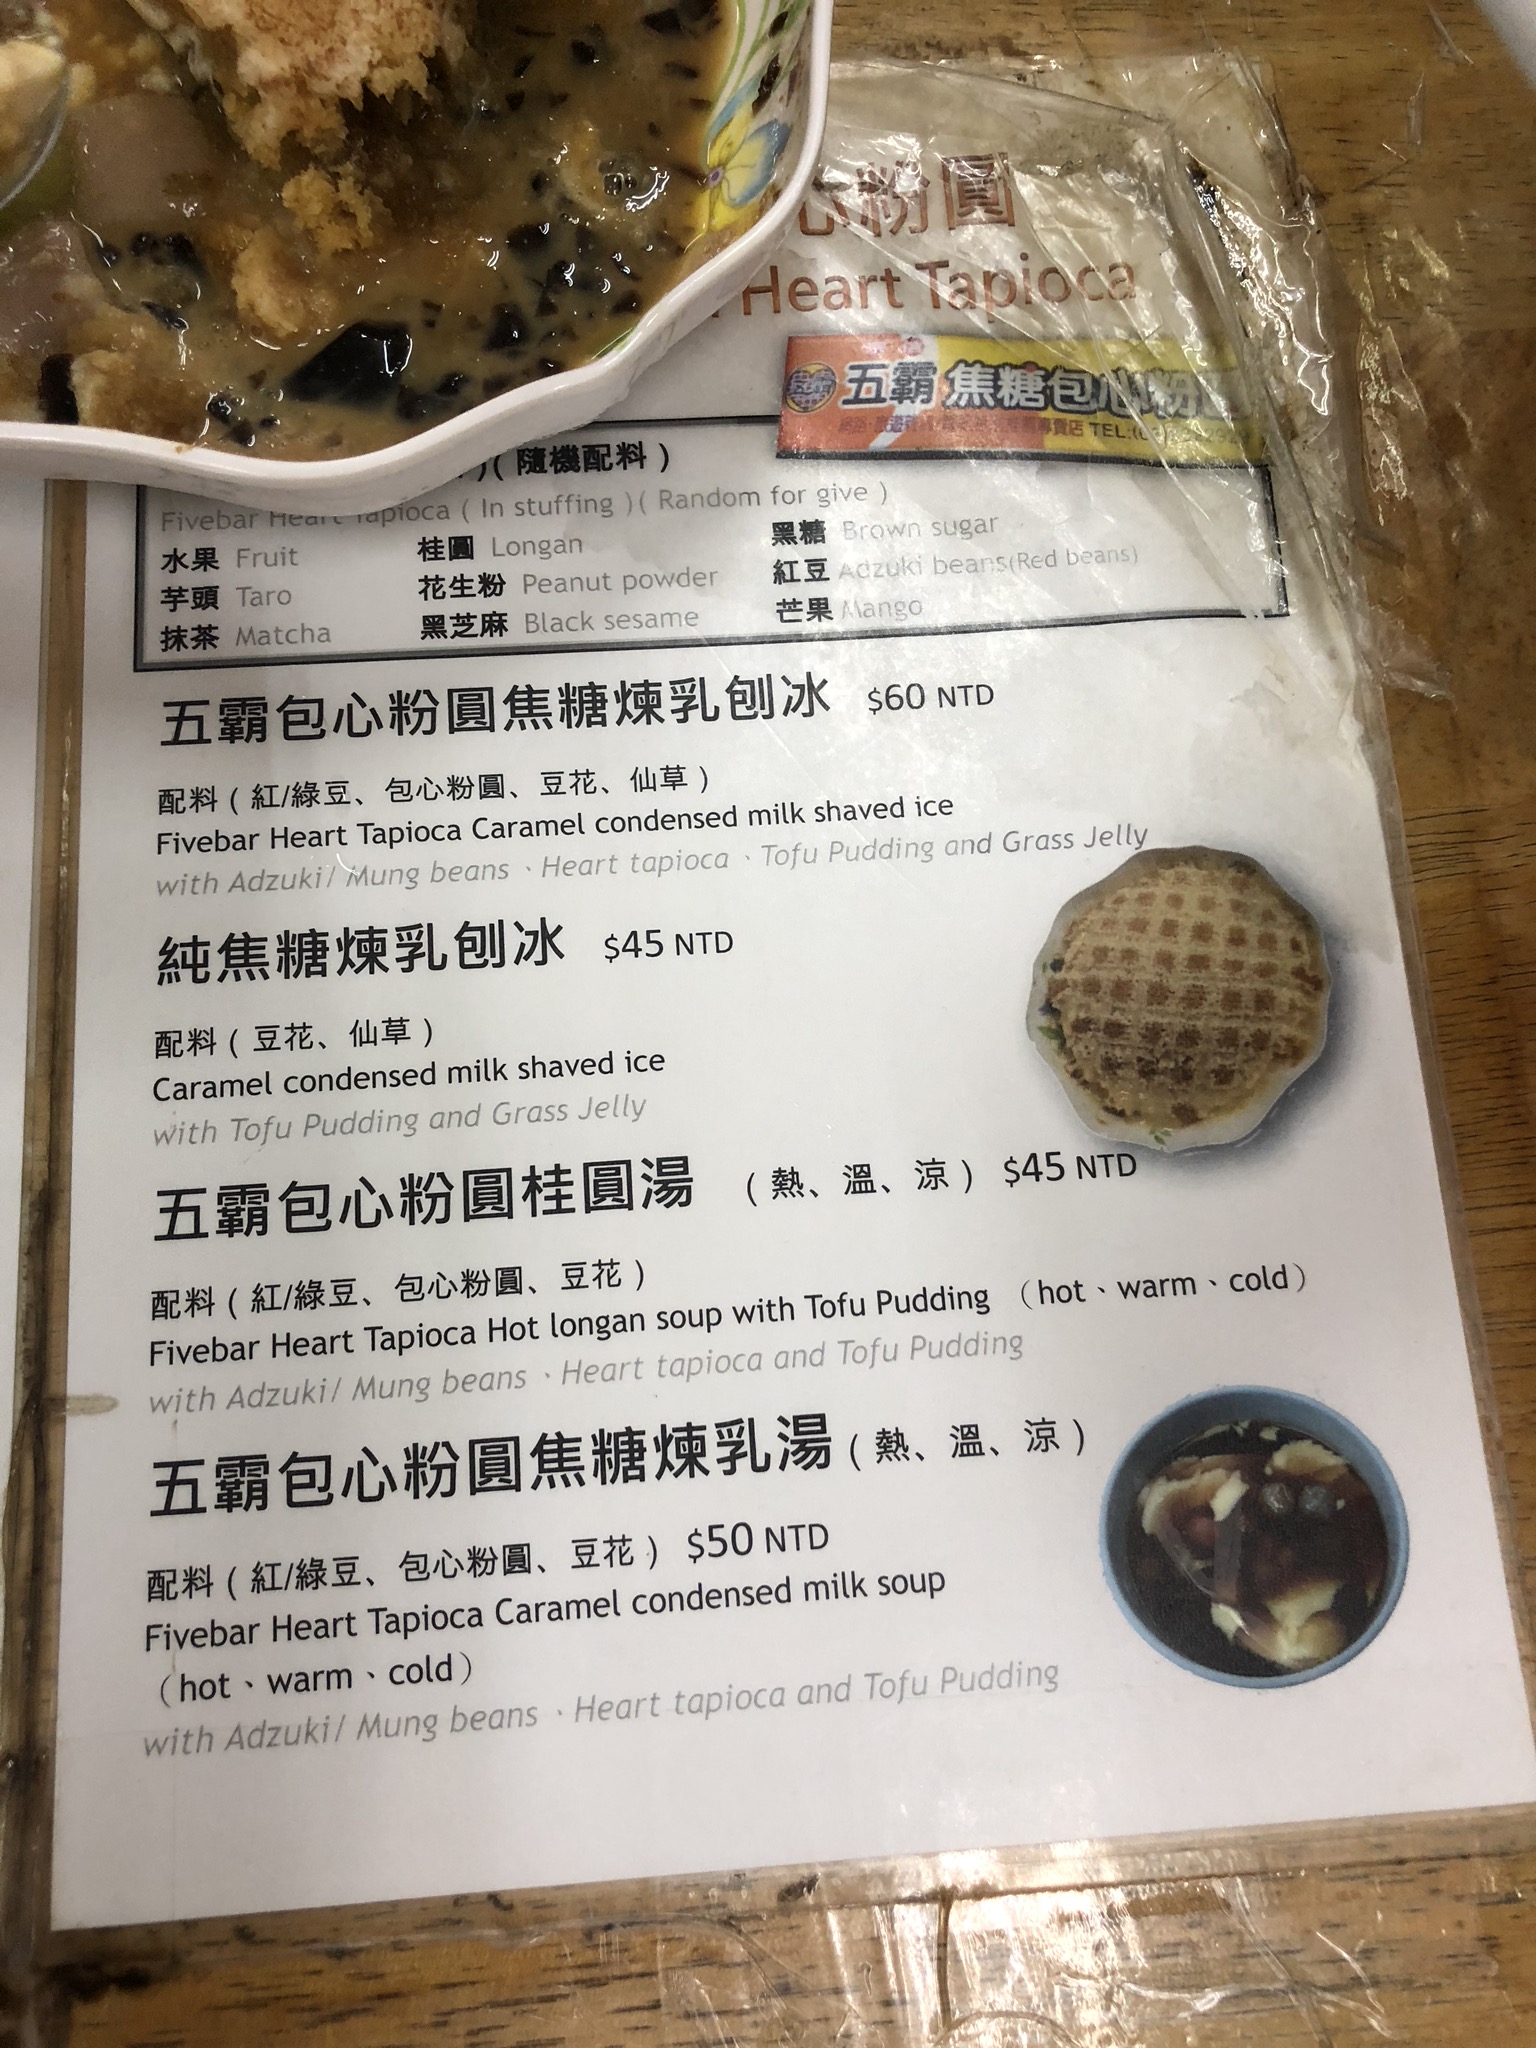 心粉圓
Heart Tapioca
五霸 焦糖包心粉
TEL:
(隨機配料)
Fivebar Heart Tapioca ( In stuffing )( Random for give )
水果 Fruit 桂圓 Longan 黑糖 Brown sugar
芋頭 Taro 花生粉 Peanut powder 紅豆 Adzuki beans(Red beans)
抹茶 Matcha 黑芝麻 Black sesame 芒果 Mango
五霸包心粉圓焦糖煉乳刨冰 $60 NTD
配料(紅/綠豆、包心粉圓、豆花、仙草)
Fivebar Heart Tapioca Caramel condensed milk shaved ice
with Adzuki/ Mung beans、Heart tapioca、Tofu Pudding and Grass Jelly
純焦糖煉乳刨冰 $45 NTD
配料(豆花、仙草)
Caramel condensed milk shaved ice
with Tofu Pudding and Grass Jelly
五霸包心粉圓桂圓湯 (熱、溫、涼) $45 NTD
配料(紅/綠豆、包心粉圓、豆花)
Fivebar Heart Tapioca Hot longan soup with Tofu Pudding (hot、warm、cold)
with Adzuki/ Mung beans、Heart tapioca and Tofu Pudding
五霸包心粉圓焦糖煉乳湯(熱、溫、涼)
配料(紅/綠豆、包心粉圓、豆花) $50 NTD
Fivebar Heart Tapioca Caramel condensed milk soup
(hot、warm、cold)
with Adzuki/ Mung beans、Heart tapioca and Tofu Pudding